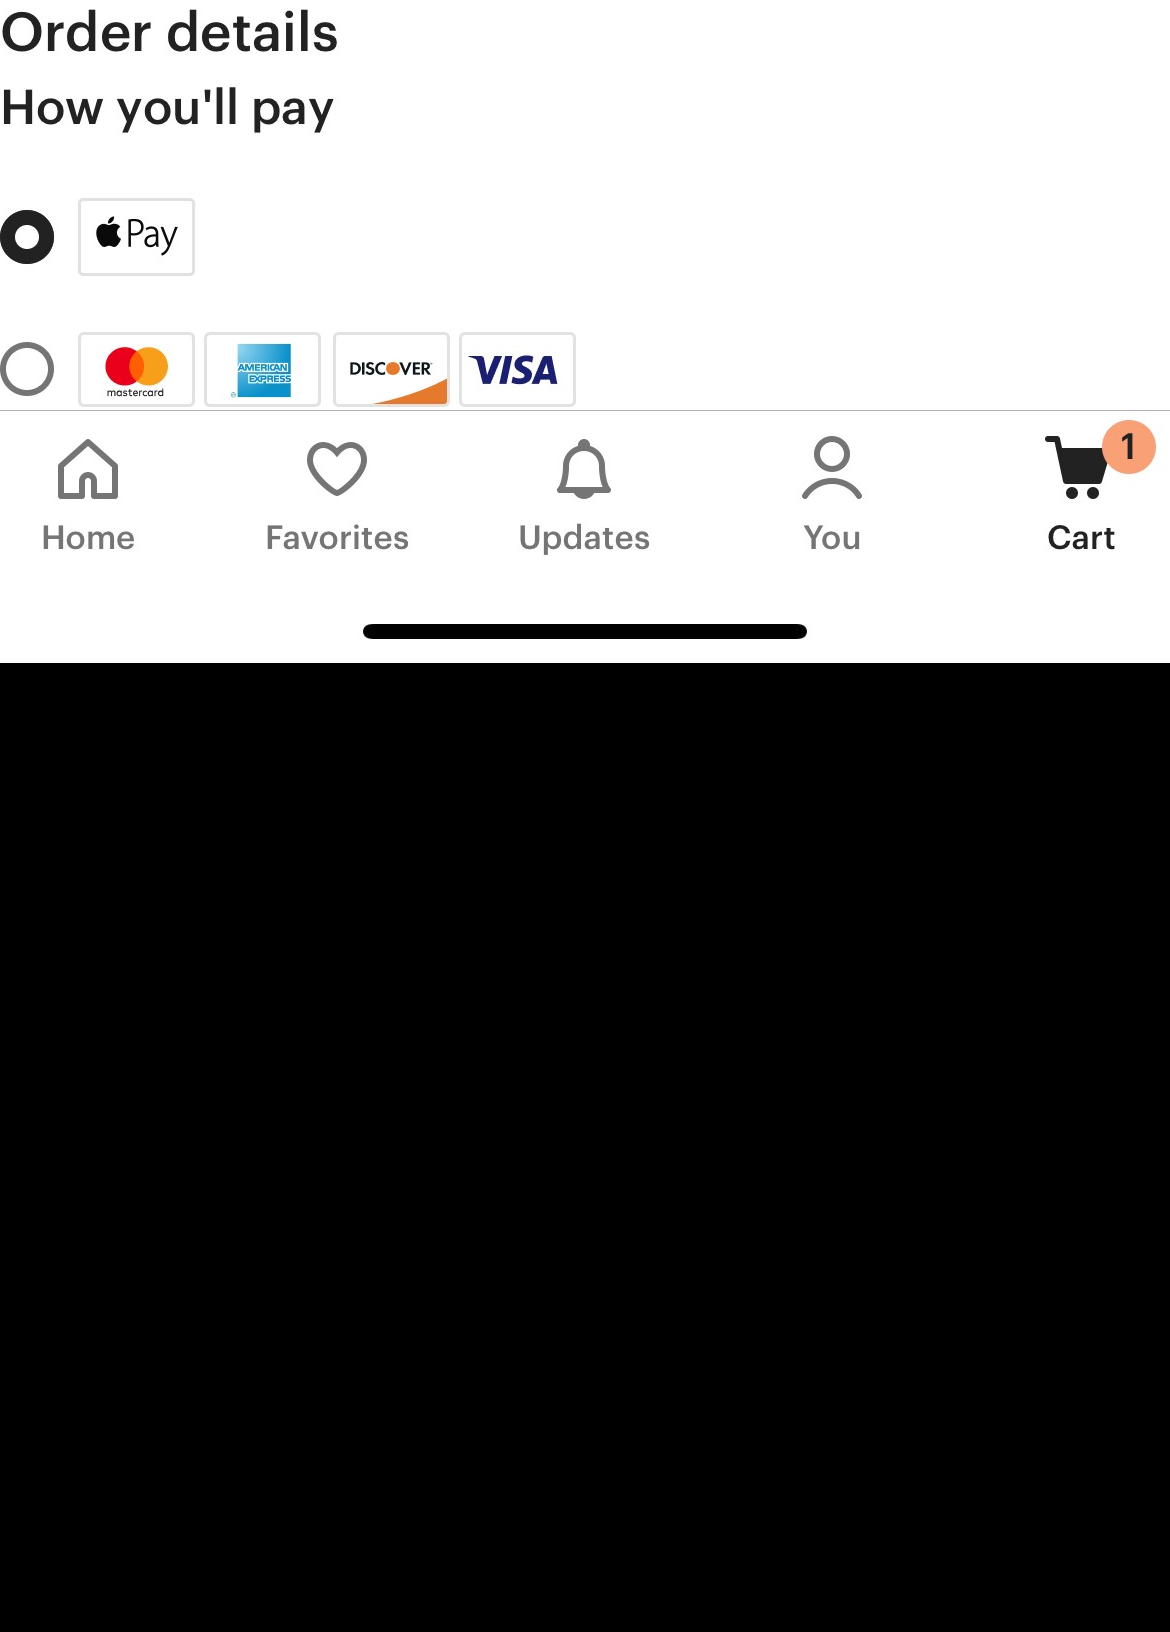 Order details
How you'll pay
Pay
mastercard
AMERICAN
EXPRESS
DISCOVER
VISA
1
Home
Favorites
Updates
You
Cart